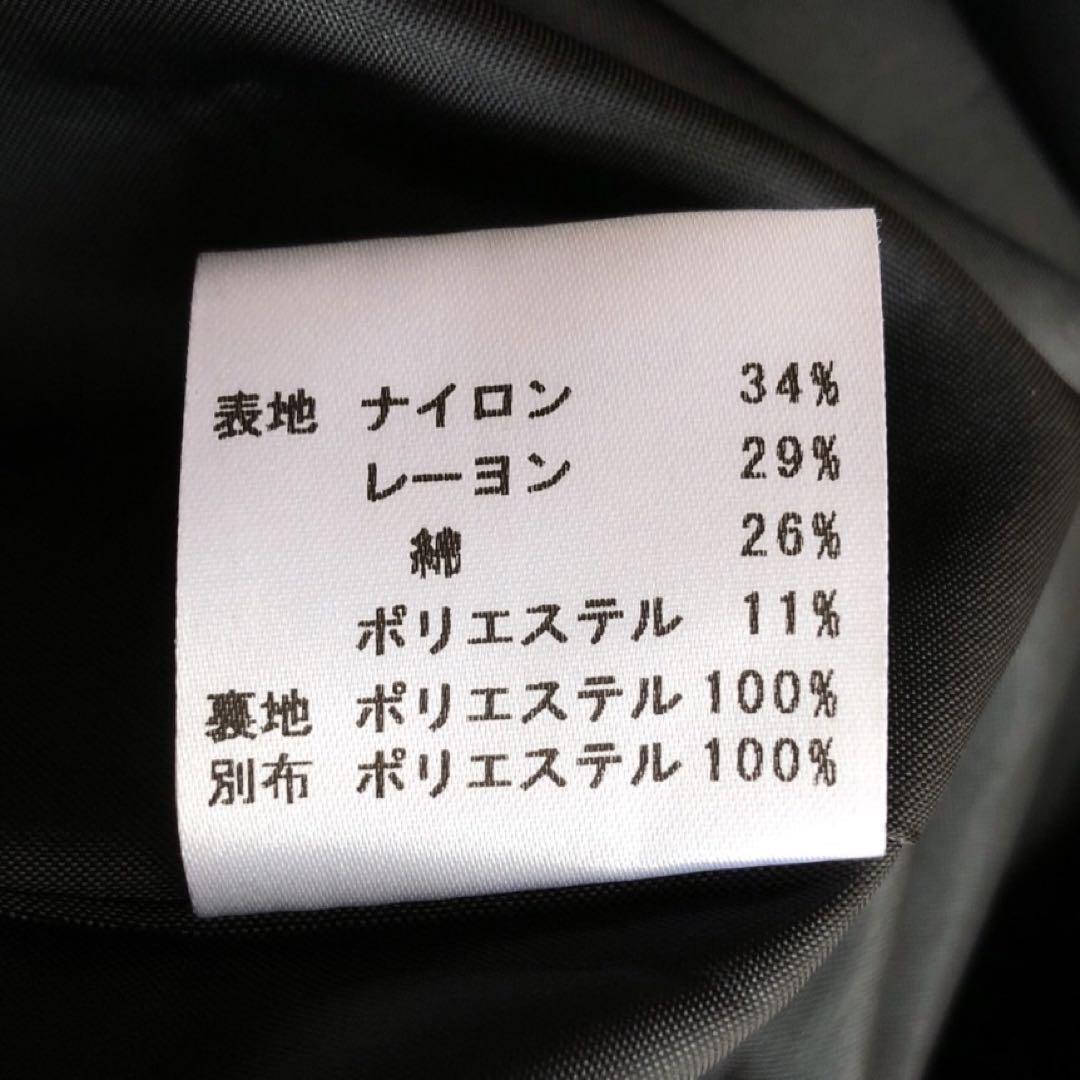 表地 ナイロン 34%
レーヨン 29%
綿 26%
ポリエステル 11%
裏地 ポリエステル 100%
別布 ポリエステル 100%